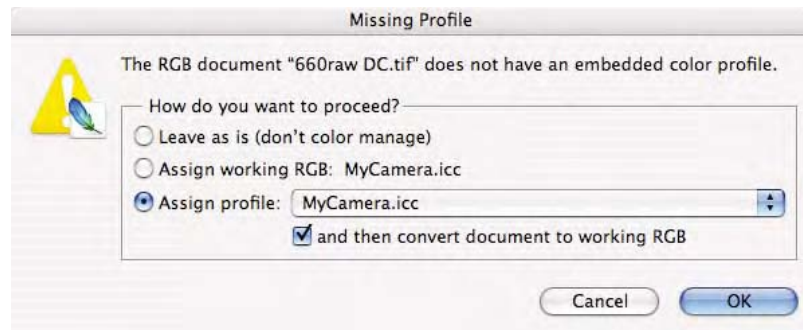 Missing Profile
The RGB document “660raw DC.tif” does not have an embedded color profile.
How do you want to proceed?
Leave as is (don’t color manage)
Assign working RGB: MyCamera.icc
Assign profile: MyCamera.icc
and then convert document to working RGB
Cancel OK